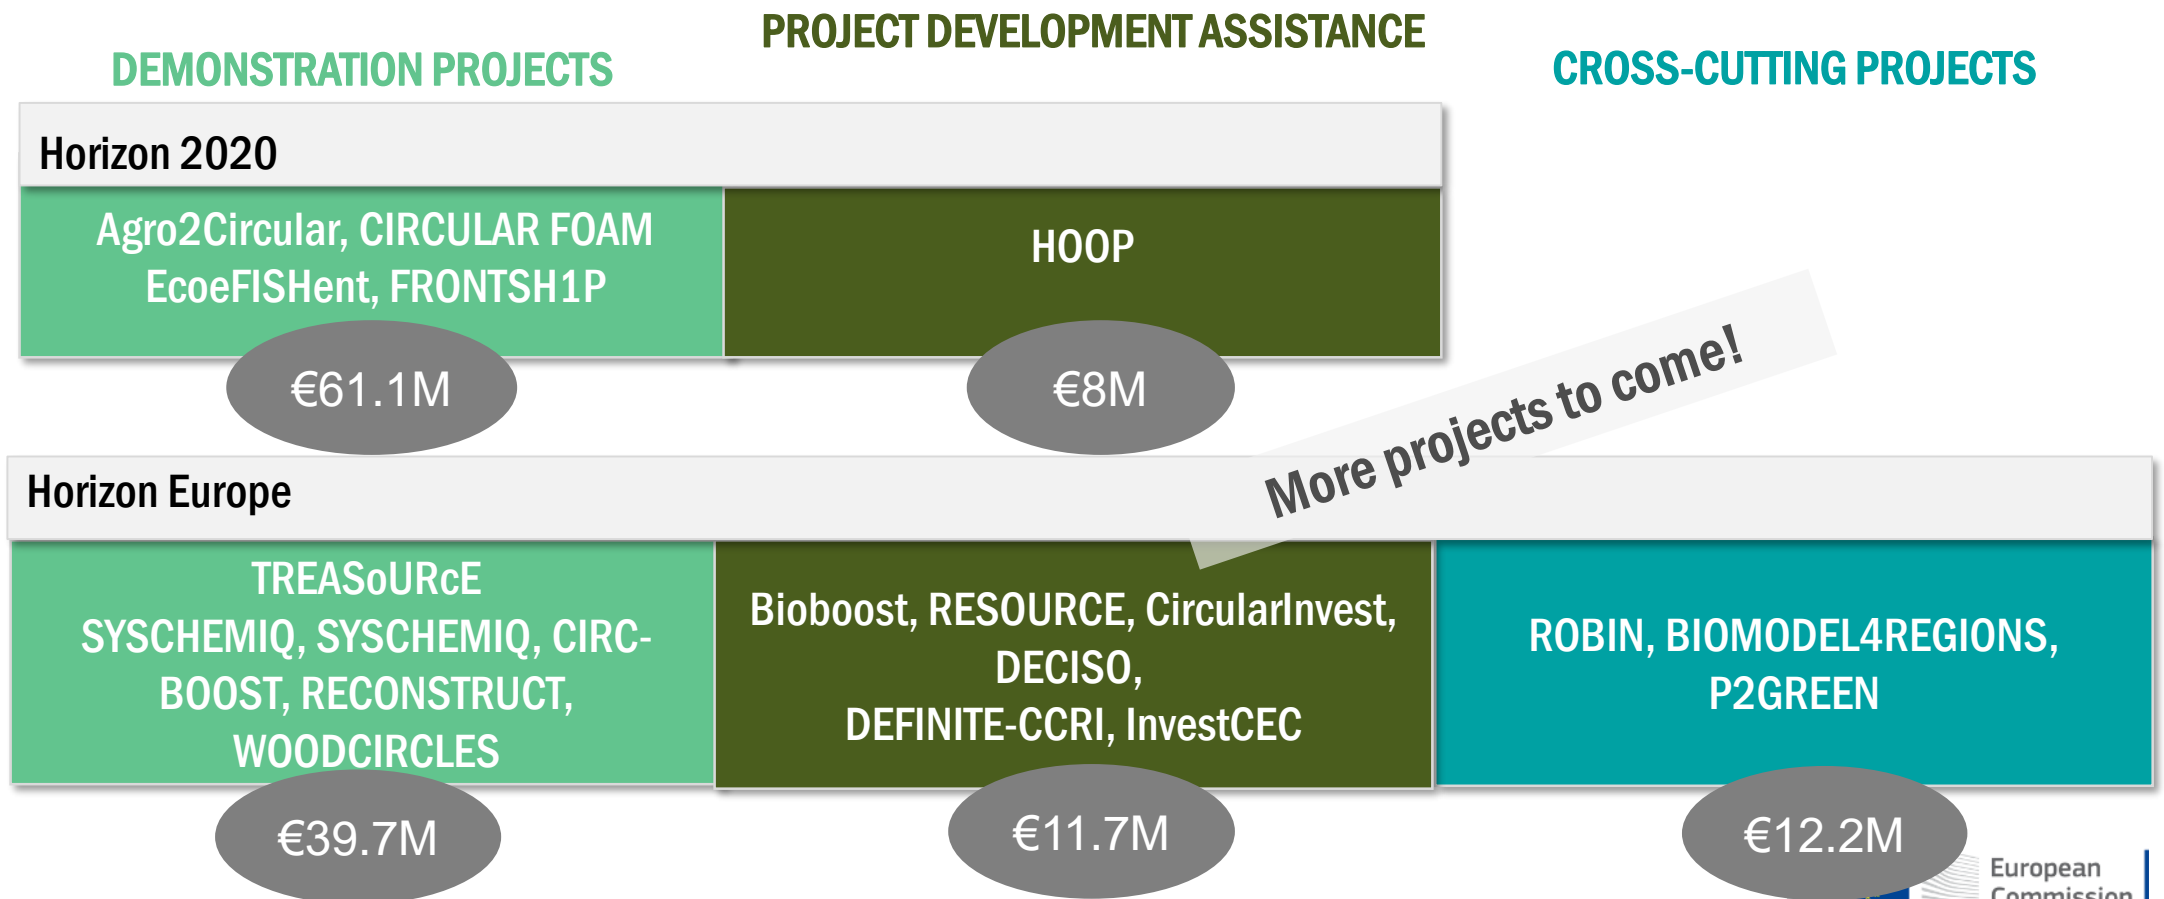 PROJECT DEVELOPMENT ASSISTANCE
DEMONSTRATION PROJECTS
CROSS-CUTTING PROJECTS
Horizon 2020
Agro2Circular, CIRCULAR FOAM
EcoeFISHent, FRONTSH1P
HOOP
€61.1M
€8M
More projects to come!
Horizon Europe
TREASoURcE
SYSCHEMIQ, SYSCHEMIQ, CIRC-
BOOST, RECONSTRUCT,
WOODCIRCLES
Bioboost, RESOURCE, CircularInvest,
DECISO,
DEFINITE-CCRI, InvestCEC
ROBIN, BIOMODEL4REGIONS,
P2GREEN
€39.7M
€11.7M
€12.2M
European
Commission